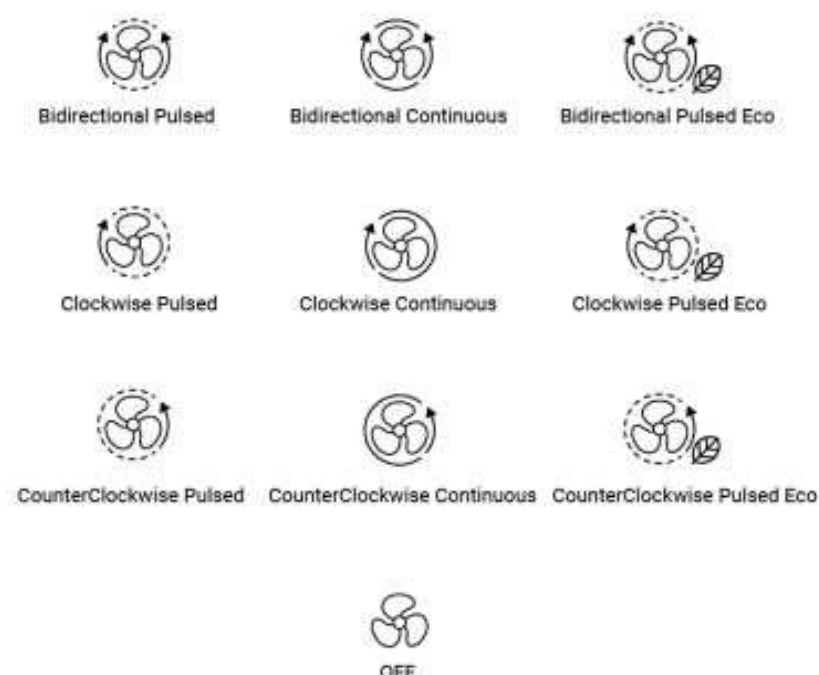 Bidirectional Pulsed Bidirectional Continuous Bidirectional Pulsed Eco
Clockwise Pulsed Clockwise Continuous Clockwise Pulsed Eco
CounterClockwise Pulsed CounterClockwise Continuous CounterClockwise Pulsed Eco
OFF